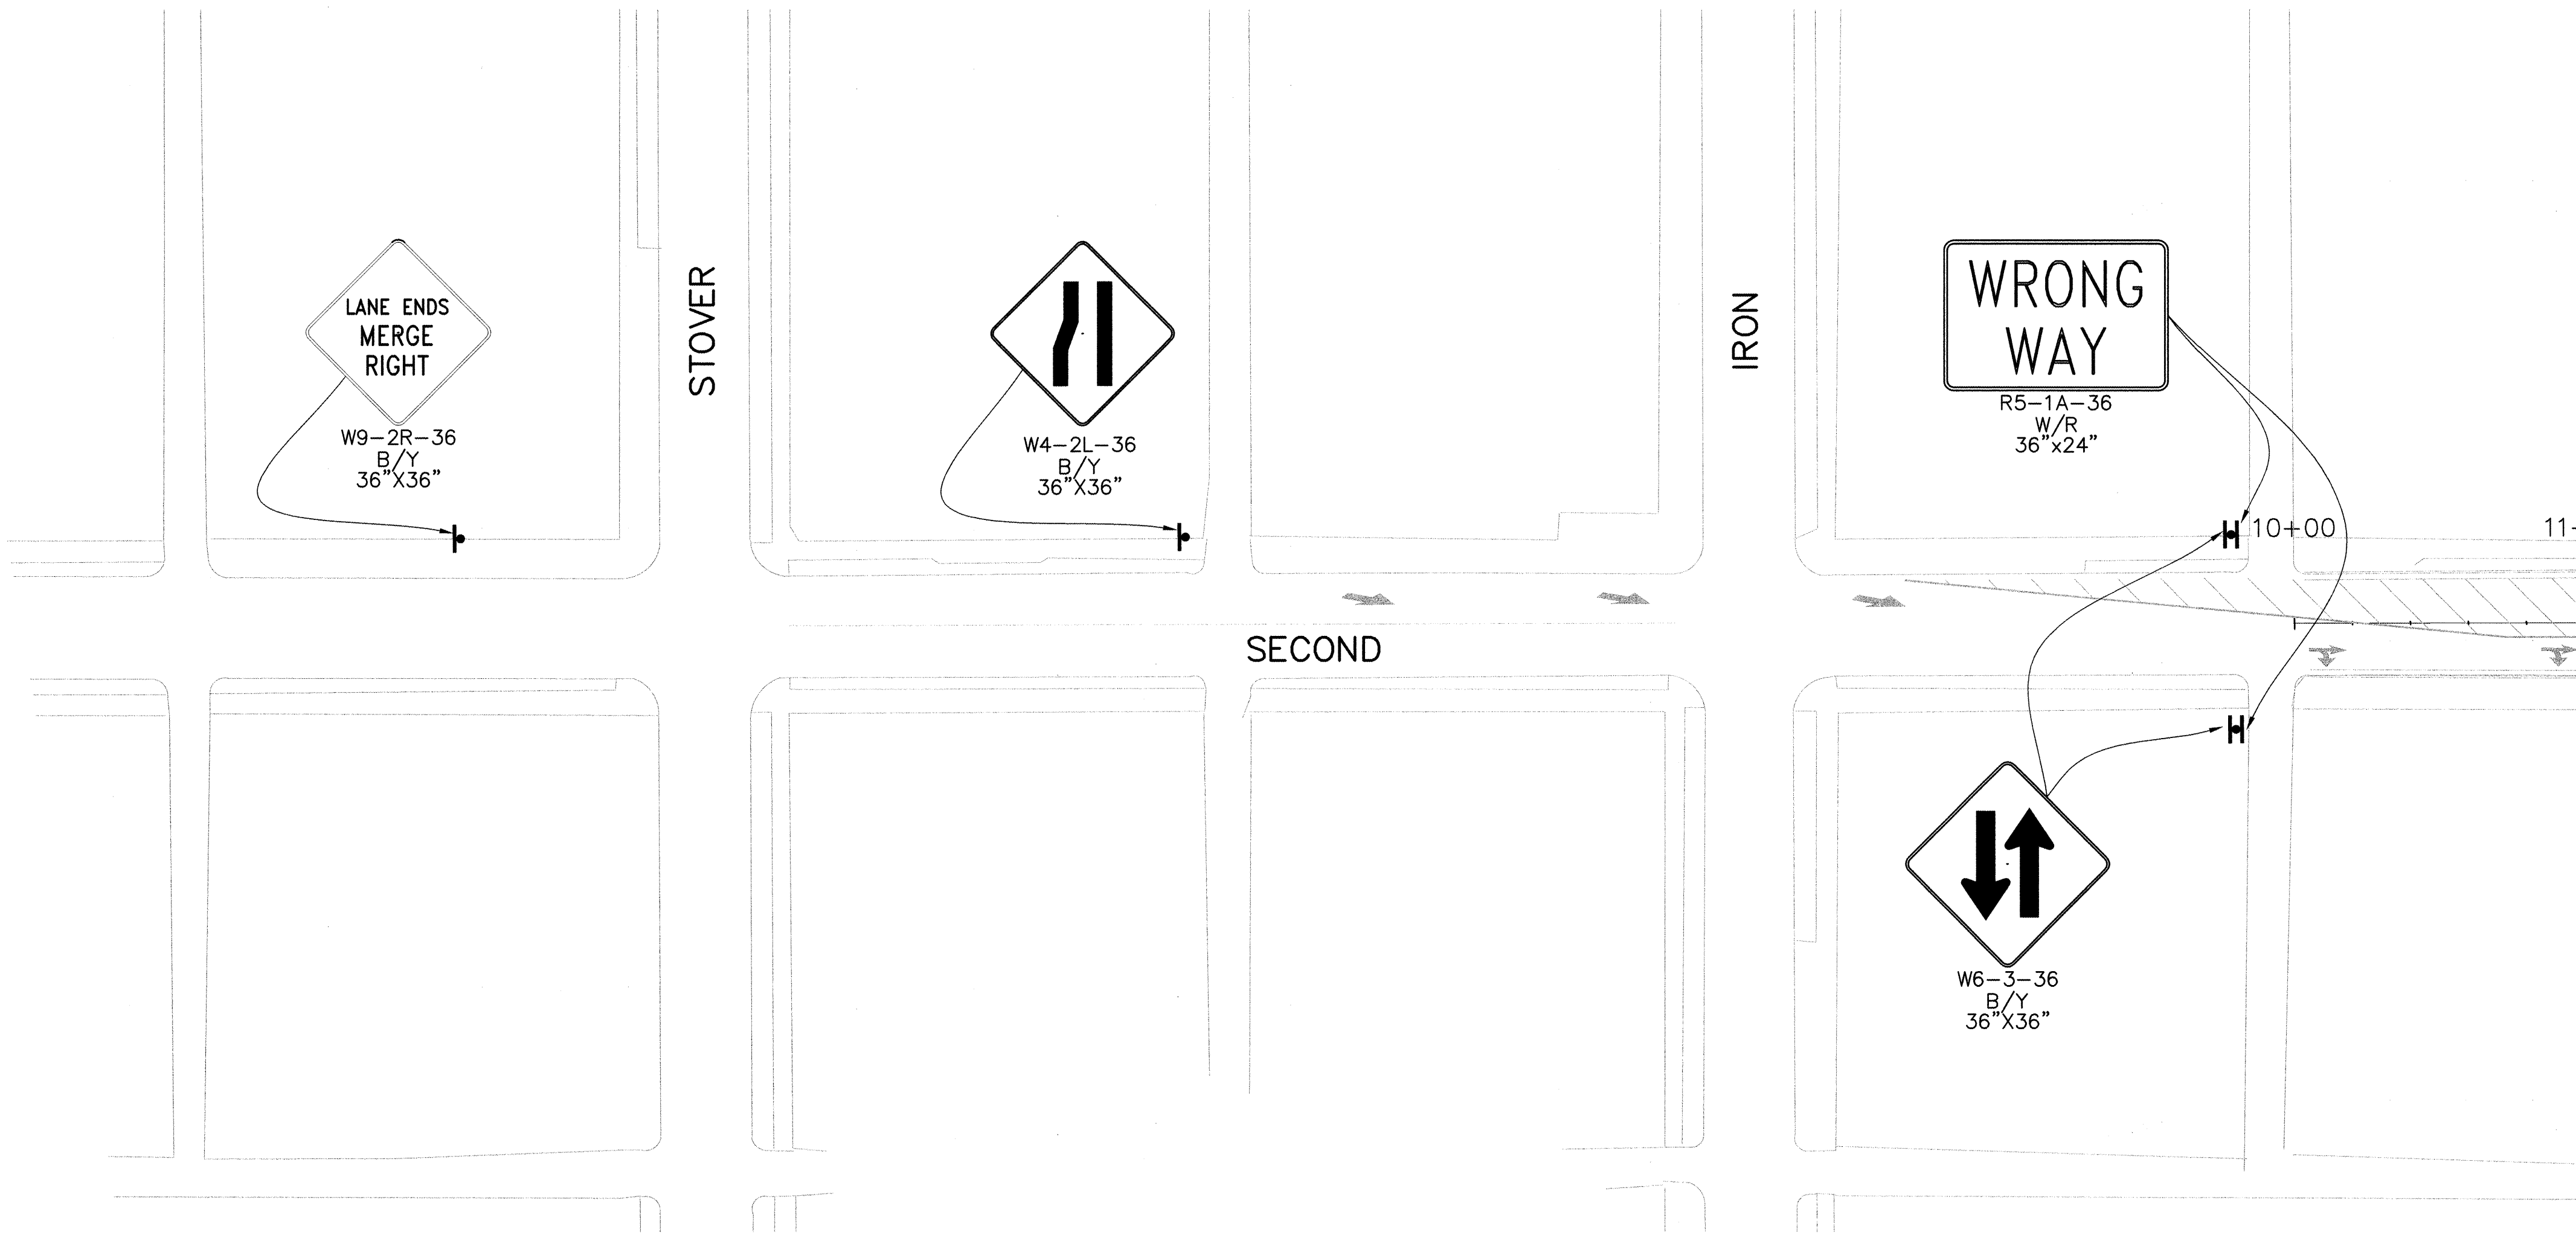 LANE ENDS
MERGE
RIGHT
W9-2R-36
B/Y
36"X36"
STOVER
W4-2L-36
B/Y
36"X36"
IRON
WRONG
WAY
R5-1A-36
W/R
36"x24"
10+00
11+
SECOND
W6-3-36
B/Y
36"X36"